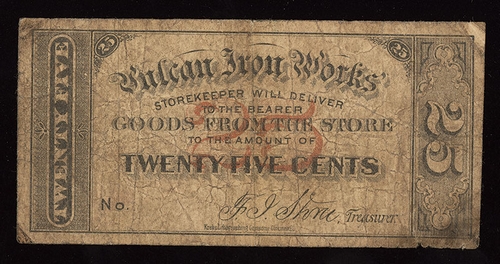 25 25
Vulcan Iron Works
STOREKEEPER WILL DELIVER
TO THE BEARER
GOODS FROM THE STORE
TO THE AMOUNT OF
TWENTY FIVE CENTS
No.
Treasurer.
TWENTY FIVE
25
25